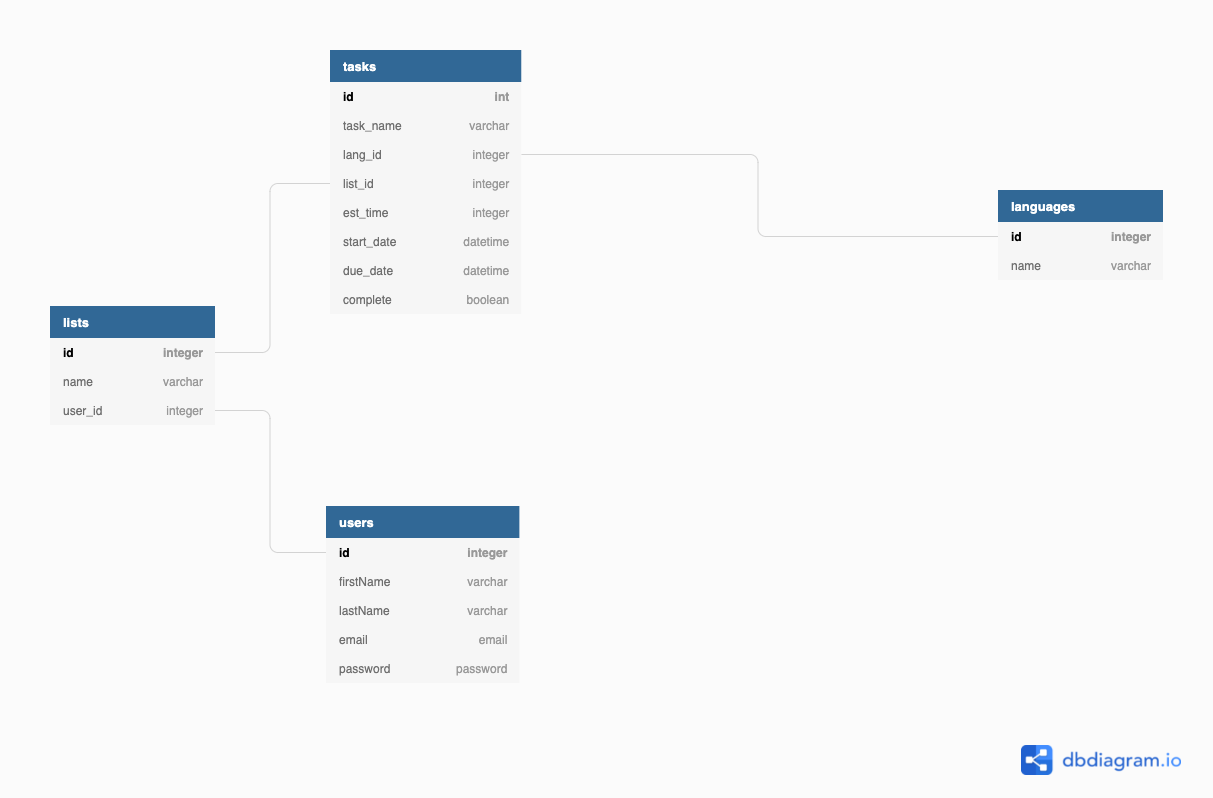 tasks
id int
task_name varchar
lang_id integer
list_id integer
est_time integer
start_date datetime
due_date datetime
complete boolean
languages
id integer
name varchar
lists
id integer
name varchar
user_id integer
users
id integer
firstName varchar
lastName varchar
email email
password password
dbdiagram.io